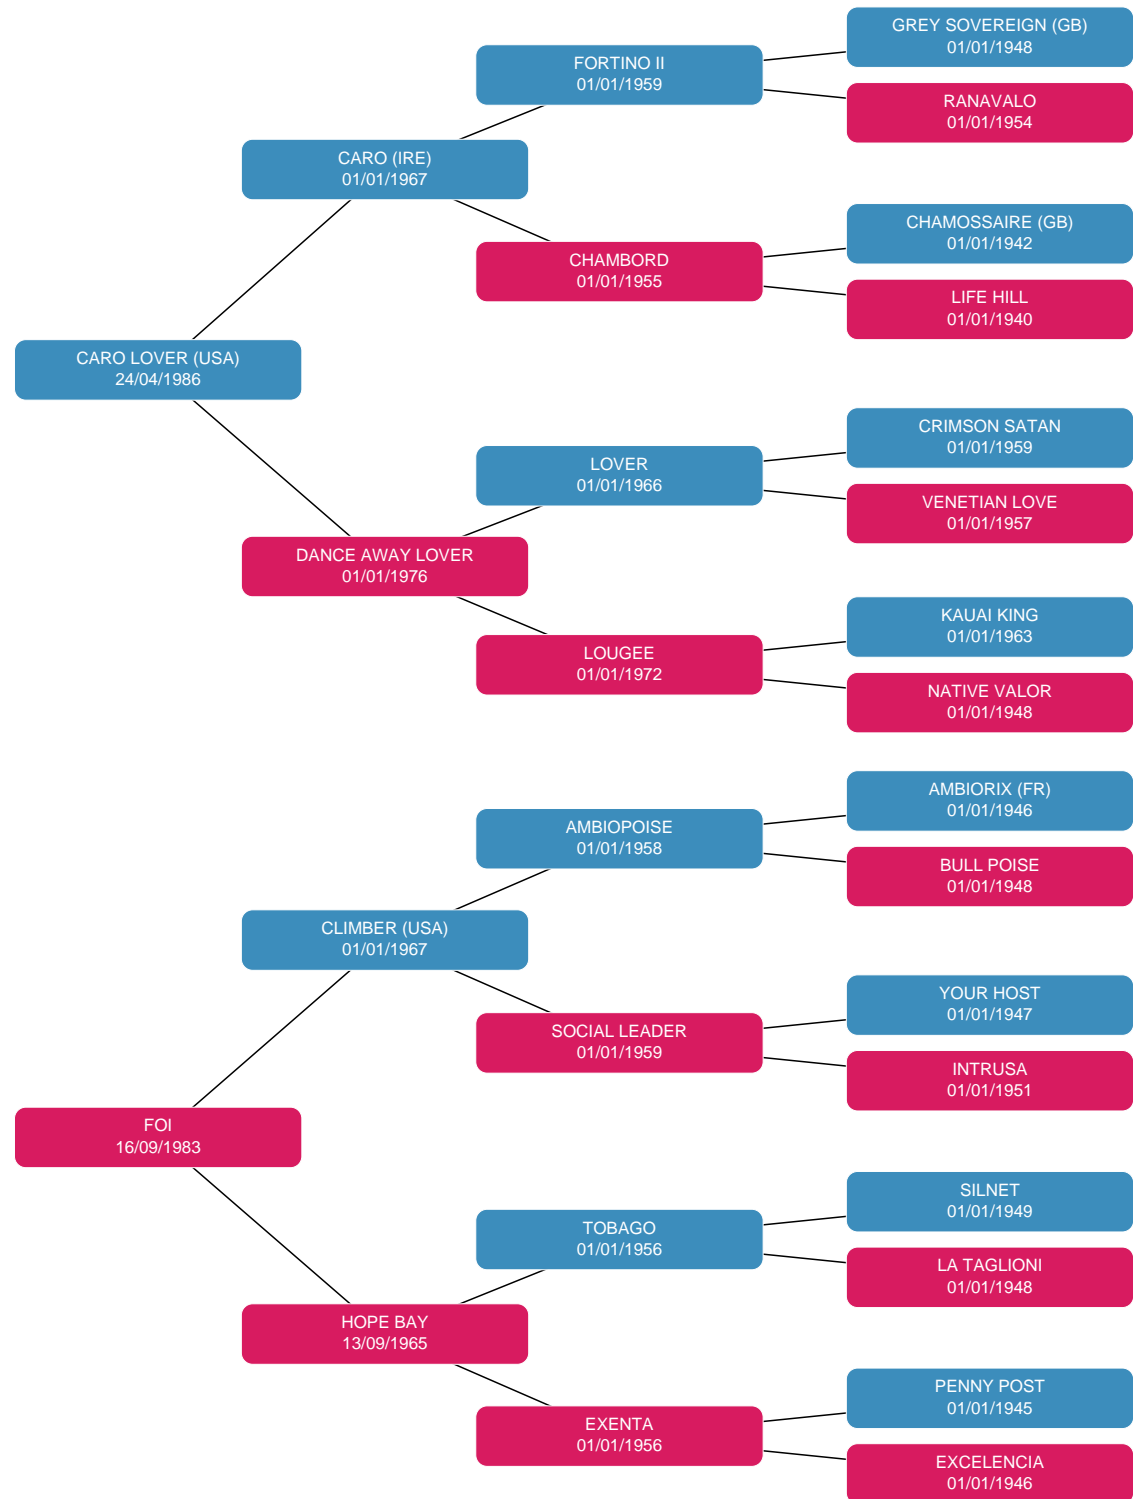 GREY SOVEREIGN (GB)
01/01/1948
FORTINO II
01/01/1959
RANAVALO
01/01/1954
CARO (IRE)
01/01/1967
CHAMOSSAIRE (GB)
01/01/1942
CHAMBORD
01/01/1955
LIFE HILL
01/01/1940
CARO LOVER (USA)
24/04/1986
CRIMSON SATAN
01/01/1959
LOVER
01/01/1966
VENETIAN LOVE
01/01/1957
DANCE AWAY LOVER
01/01/1976
KAUAI KING
01/01/1963
LOUGEE
01/01/1972
NATIVE VALOR
01/01/1948
AMBIORIX (FR)
01/01/1946
AMBIOPOISE
01/01/1958
BULL POISE
01/01/1948
CLIMBER (USA)
01/01/1967
YOUR HOST
01/01/1947
SOCIAL LEADER
01/01/1959
INTRUSA
01/01/1951
FOI
16/09/1983
SILNET
01/01/1949
TOBAGO
01/01/1956
LA TAGLIONI
01/01/1948
HOPE BAY
13/09/1965
PENNY POST
01/01/1945
EXENTA
01/01/1956
EXCELENCIA
01/01/1946